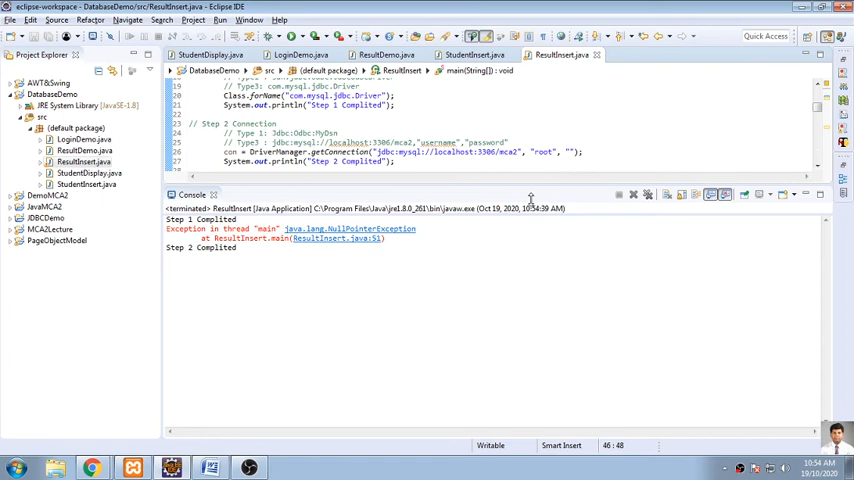 eclipse-workspace - DatabaseDemo/src/ResultInsert.java - Eclipse IDE
File Edit Source Refactor Navigate Search Project Run Window Help
Quick Access
Project Explorer
StudentDisplay.java LoginDemo.java ResultDemo.java StudentInsert.java ResultInsert.java
DatabaseDemo src (default package) ResultInsert main(String[]) : void
AWT&Swing
DatabaseDemo
JRE System Library [JavaSE-1.8]
src
(default package)
LoginDemo.java
ResultDemo.java
ResultInsert.java
StudentDisplay.java
StudentInsert.java
DemoMCA2
JavaMCA2
JDBCDemo
MCA2Lecture
PageObjectModel
19 // Type3: com.mysql.jdbc.Driver
20 Class.forName("com.mysql.jdbc.Driver");
21 System.out.println("Step 1 Complited");
22
23 // Step 2 Connection
24 // Type 1: Jdbc:Odbc:MyDsn
25 // Type3 : jdbc:mysql://localhost:3306/mca2,"username","password"
26 con = DriverManager.getConnection("jdbc:mysql://localhost:3306/mca2", "root", "");
27 System.out.println("Step 2 Complited");
Console
<terminated> ResultInsert [Java Application] C:\Program Files\Java\jre1.8.0_261\bin\javaw.exe (Oct 19, 2020, 10:54:39 AM)
Step 1 Complited
Exception in thread "main" java.lang.NullPointerException
at ResultInsert.main(ResultInsert.java:51)
Step 2 Complited
Writable Smart Insert 46 : 48
10:54 AM
19/10/2020